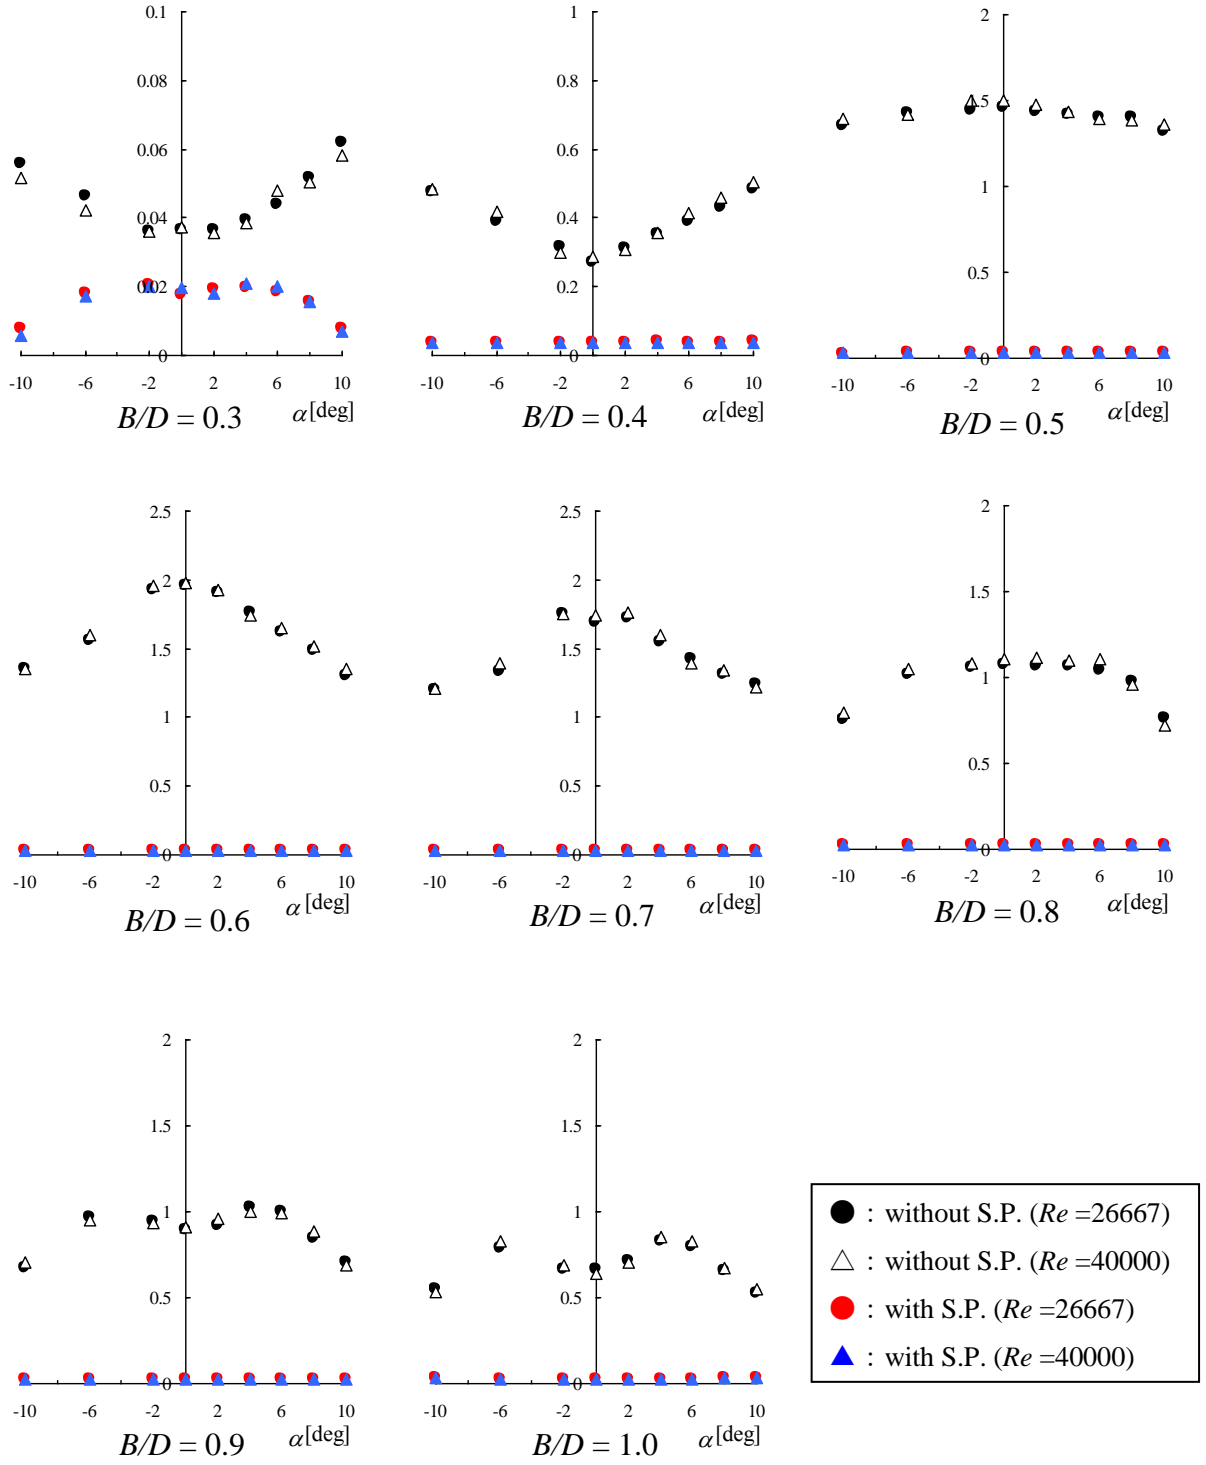 0.1
0.08
0.06
0.04
0.02
0
-10 -6 -2 2 6 10
α[deg]
B/D = 0.3
1
0.8
0.6
0.4
0.2
0
-10 -6 -2 2 6 10
α[deg]
B/D = 0.4
2
1.5
1
0.5
0
-10 -6 -2 2 6 10
α[deg]
B/D = 0.5
2.5
2
1.5
1
0.5
0
-10 -6 -2 2 6 10
α[deg]
B/D = 0.6
2.5
2
1.5
1
0.5
0
-10 -6 -2 2 6 10
α[deg]
B/D = 0.7
2
1.5
1
0.5
0
-10 -6 -2 2 6 10
α[deg]
B/D = 0.8
2
1.5
1
0.5
0
-10 -6 -2 2 6 10
α[deg]
B/D = 0.9
2
1.5
1
0.5
0
-10 -6 -2 2 6 10
α[deg]
B/D = 1.0
: without S.P. (Re =26667)
: without S.P. (Re =40000)
: with S.P. (Re =26667)
: with S.P. (Re =40000)